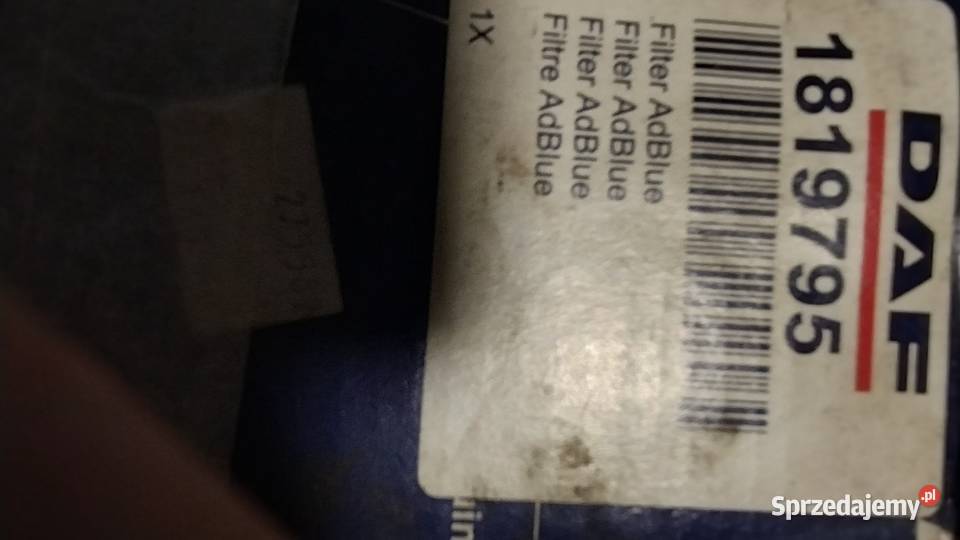 DAF
1819795
Filter AdBlue
Filter AdBlue
Filter AdBlue
Filtre AdBlue
1X
Sprzedajemy.pl